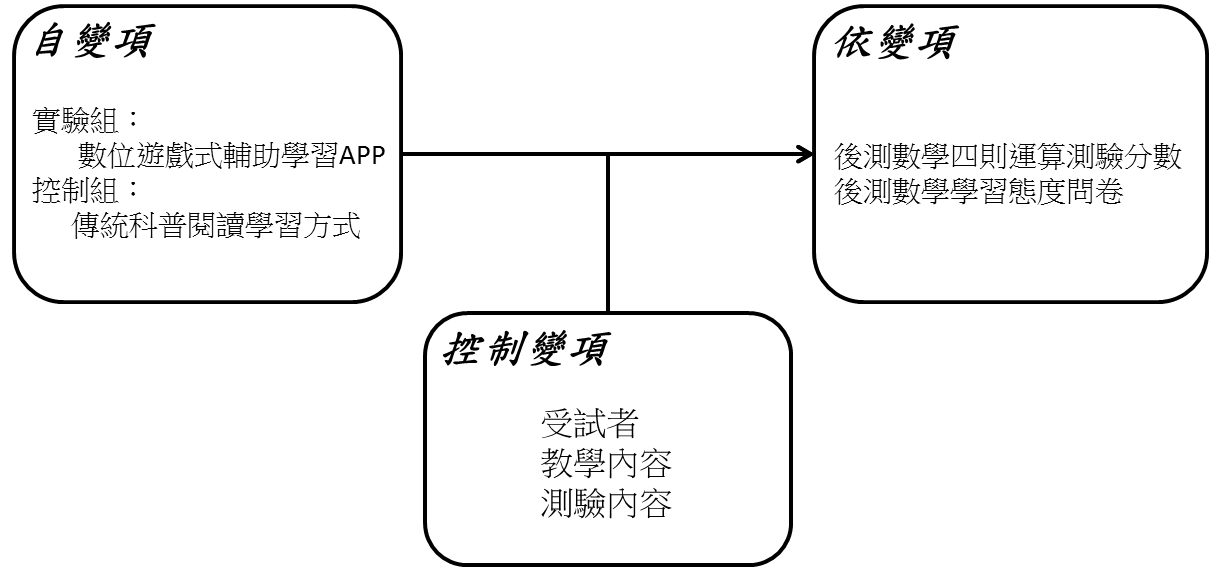 自變項
實驗組：
數位遊戲式輔助學習APP
控制組：
傳統科普閱讀學習方式
依變項
後測數學四則運算測驗分數
後測數學學習態度問卷
控制變項
受試者
教學內容
測驗內容